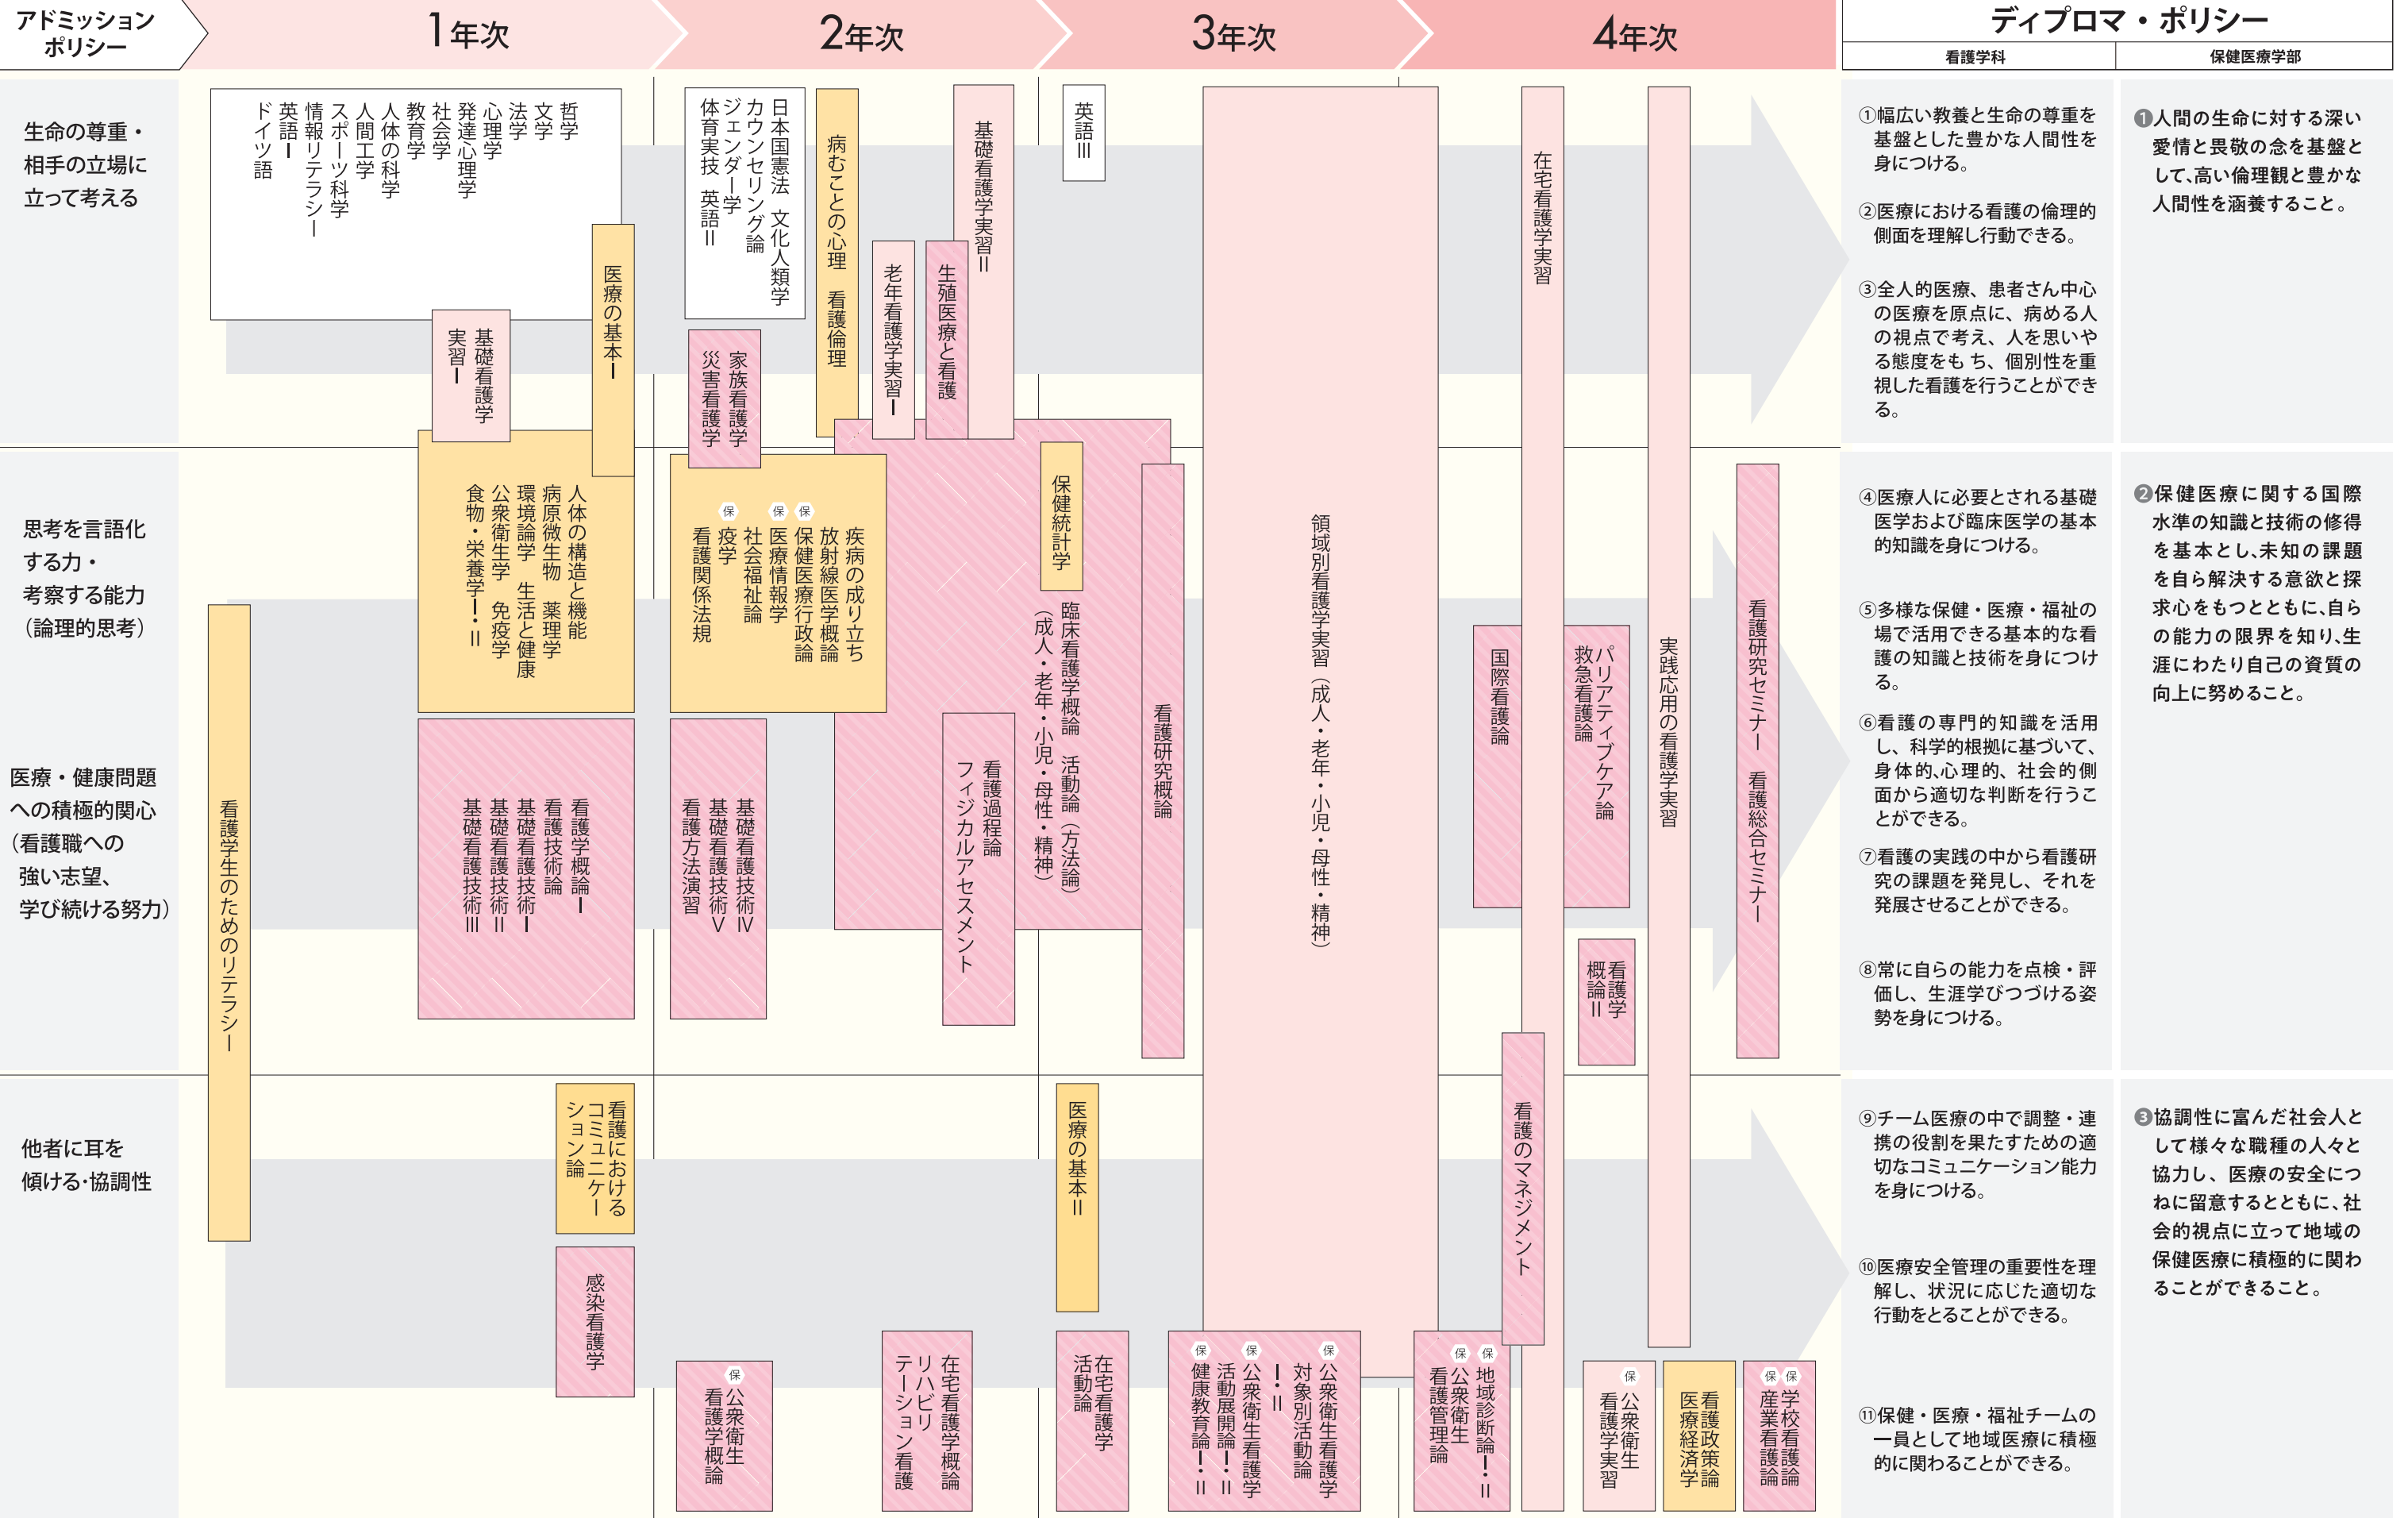 アドミッション
ポリシー
1年次
2年次
3年次
4年次
ディプロマ・ポリシー
看護学科
保健医療学部
生命の尊重・
相手の立場に
立って考える
哲学
文学
法学
心理学
発達心理学
社会学
教育学
人体の科学
人間工学
スポーツ科学
情報リテラシー
英語Ⅰ
ドイツ語
医療の基本Ⅰ
基礎看護学
実習Ⅰ
日本国憲法 文化人類学
カウンセリング論
ジェンダー学
体育実技 英語Ⅱ
家族看護学
災害看護学
病むことの心理 看護倫理
老年看護学実習Ⅰ
生殖医療と看護
基礎看護学実習Ⅱ
英語Ⅲ
領域別看護学実習（成人・老年・小児・母性・精神）
在宅看護学実習
実践応用の看護学実習
①幅広い教養と生命の尊重を
基盤とした豊かな人間性を
身につける。
②医療における看護の倫理的
側面を理解し行動できる。
③全人的医療、患者さん中心
の医療を原点に、病める人
の視点で考え、人を思いや
る態度をもち、個別性を重
視した看護を行うことができ
る。
❶人間の生命に対する深い
愛情と畏敬の念を基盤と
して、高い倫理観と豊かな
人間性を涵養すること。
思考を言語化
する力・
考察する能力
（論理的思考）
医療・健康問題
への積極的関心
（看護職への
強い志望、
学び続ける努力）
看護学生のためのリテラシー
人体の構造と機能
病原微生物 薬理学
環境論学 生活と健康
公衆衛生学 免疫学
食物・栄養学Ⅰ・Ⅱ
看護学概論Ⅰ
看護技術論
基礎看護技術Ⅰ
基礎看護技術Ⅱ
基礎看護技術Ⅲ
疾病の成り立ち
放射線医学概論
保 保健医療行政論
保 医療情報学
社会福祉論
保 疫学
看護関係法規
基礎看護技術Ⅳ
基礎看護技術Ⅴ
看護方法演習
看護過程論
フィジカルアセスメント
保健統計学
臨床看護学概論 活動論（方法論）
（成人・老年・小児・母性・精神）
看護研究概論
国際看護論
パリアティブケア論
救急看護論
看護学
概論Ⅱ
看護研究セミナー 看護総合セミナー
④医療人に必要とされる基礎
医学および臨床医学の基本
的知識を身につける。
⑤多様な保健・医療・福祉の
場で活用できる基本的な看
護の知識と技術を身につけ
る。
⑥看護の専門的知識を活用
し、科学的根拠に基づいて、
身体的、心理的、社会的側
面から適切な判断を行うこ
とができる。
⑦看護の実践の中から看護研
究の課題を発見し、それを
発展させることができる。
⑧常に自らの能力を点検・評
価し、生涯学びつづける姿
勢を身につける。
❷保健医療に関する国際
水準の知識と技術の修得
を基本とし、未知の課題
を自ら解決する意欲と探
求心をもつとともに、自ら
の能力の限界を知り、生
涯にわたり自己の資質の
向上に努めること。
他者に耳を
傾ける・協調性
看護における
コミュニケー
ション論
感染看護学
保 公衆衛生
看護学概論
在宅看護学概論
リハビリ
テーション看護
医療の基本Ⅱ
在宅看護学
活動論
保 公衆衛生看護学
対象別活動論
Ⅰ・Ⅱ
保 公衆衛生看護学
活動展開論Ⅰ・Ⅱ
保 健康教育論Ⅰ・Ⅱ
保 地域診断論Ⅰ・Ⅱ
保 公衆衛生
看護管理論
看護のマネジメント
保 公衆衛生
看護学実習
看護政策論
医療経済学
保 学校看護論
保 産業看護論
⑨チーム医療の中で調整・連
携の役割を果たすための適
切なコミュニケーション能力
を身につける。
⑩医療安全管理の重要性を理
解し、状況に応じた適切な
行動をとることができる。
⑪保健・医療・福祉チームの
一員として地域医療に積極
的に関わることができる。
❸協調性に富んだ社会人と
して様々な職種の人々と
協力し、医療の安全につ
ねに留意するとともに、社
会的視点に立って地域の
保健医療に積極的に関わ
ることができること。